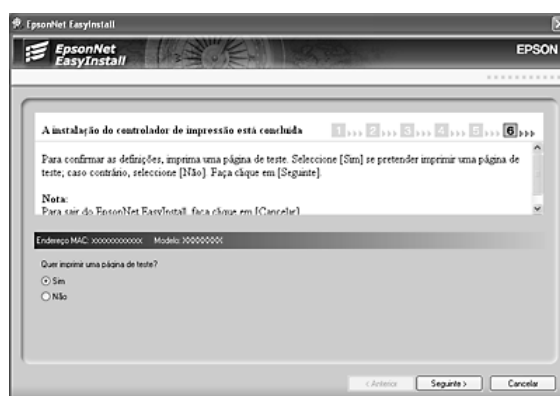 EpsonNet EasyInstall
EpsonNet
EasyInstall
EPSON
A instalação do controlador de impressão está concluída
1 2 3 4 5 6
Para confirmar as definições, imprima uma página de teste. Seleccione [Sim] se pretender imprimir uma página de
teste; caso contrário, seleccione [Não]. Faça clique em [Seguinte].
Nota:
Para sair do EpsonNet EasyInstall, faça clique em [Cancelar]
Endereço MAC: xxxxxxxxxxxx Modelo: XXXXXXXX
Quer imprimir uma página de teste?
Sim
Não
< Anterior Seguinte > Cancelar